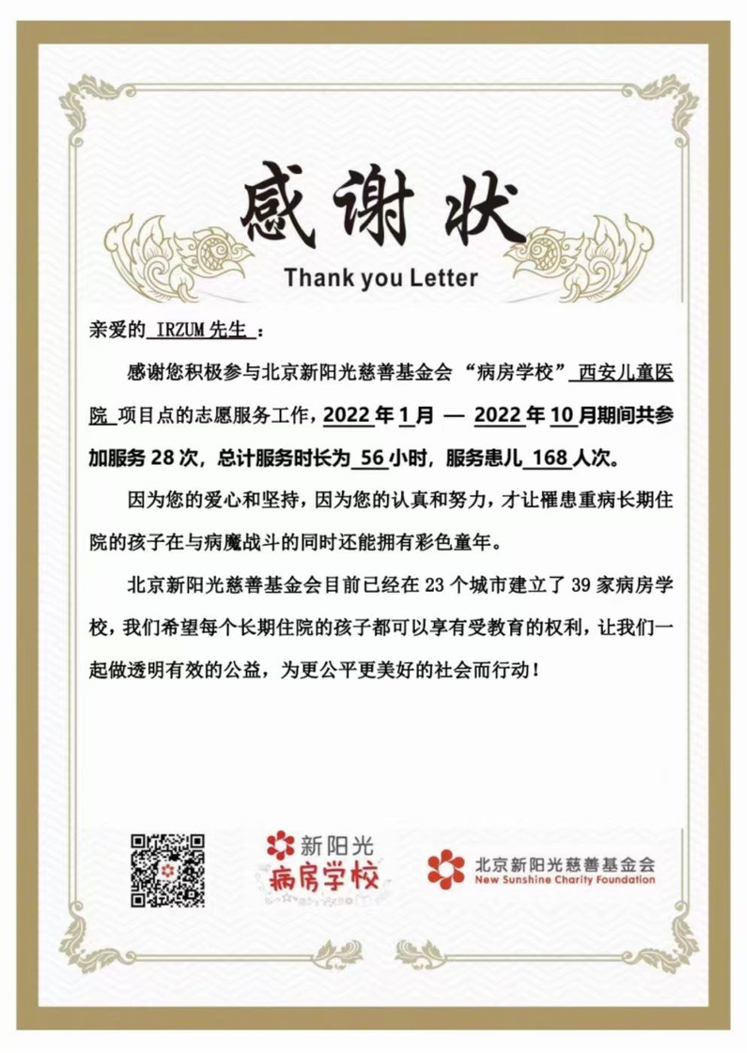 感谢状
Thank you Letter
亲爱的 IRZUM 先生 ：
感谢您积极参与北京新阳光慈善基金会 “病房学校” 西安儿童医
院 项目点的志愿服务工作，2022 年 1 月 — 2022 年 10 月期间共参
加服务 28 次，总计服务时长为 56 小时，服务患儿 168 人次。
因为您的爱心和坚持，因为您的认真和努力，才让罹患重病长期住
院的孩子在与病魔战斗的同时还能拥有彩色童年。
北京新阳光慈善基金会目前已经在 23 个城市建立了 39 家病房学
校，我们希望每个长期住院的孩子都可以享有受教育的权利，让我们一
起做透明有效的公益，为更公平更美好的社会而行动！
新阳光
病房学校
北京新阳光慈善基金会
New Sunshine Charity Foundation